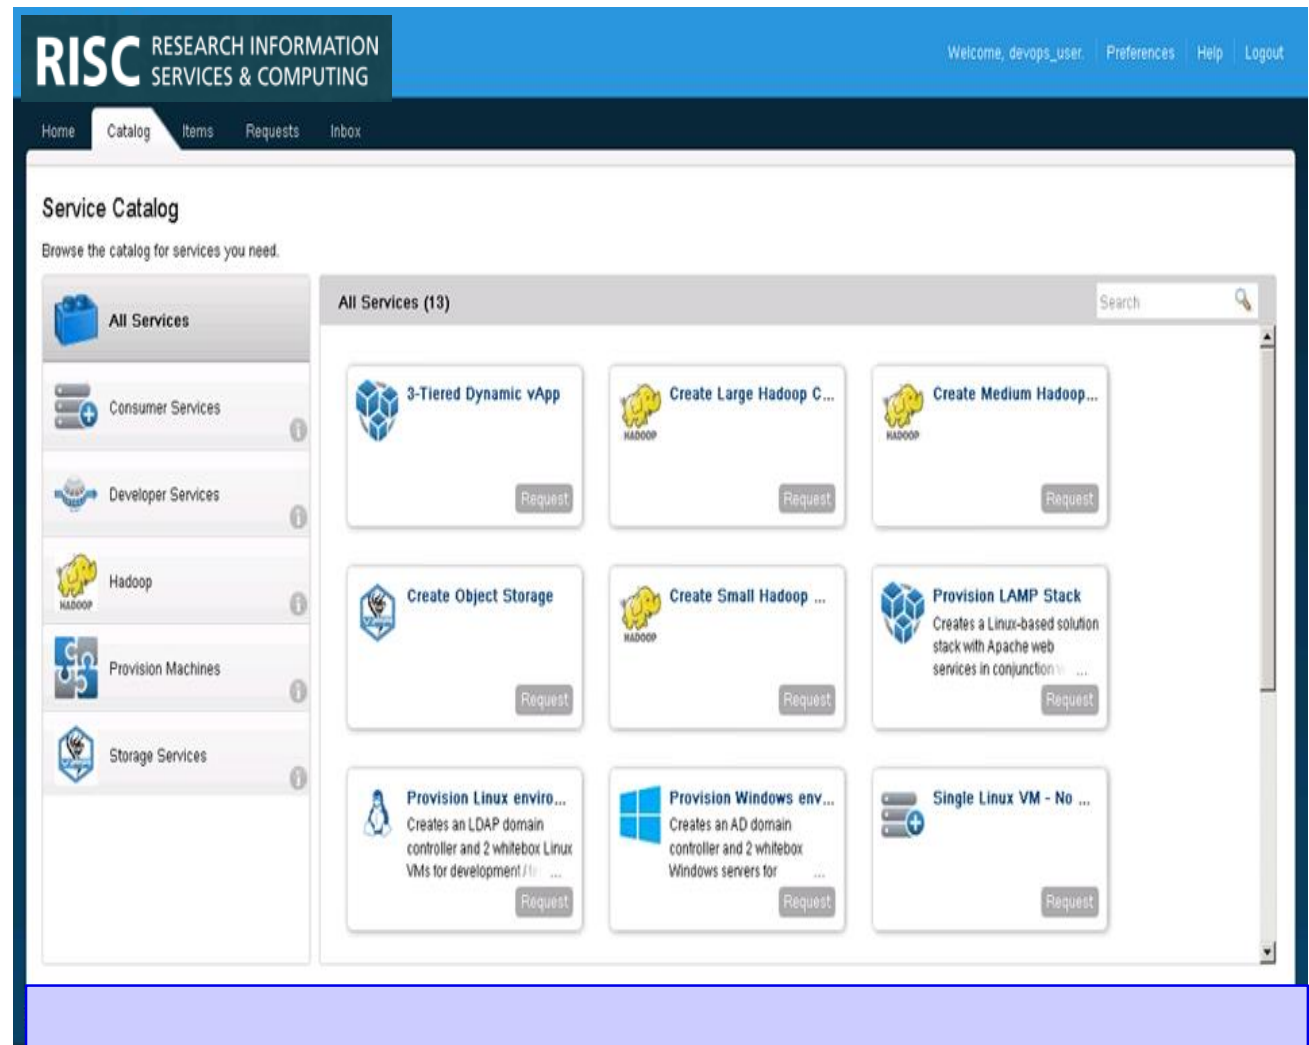 RISC RESEARCH INFORMATION
SERVICES & COMPUTING
Welcome, devops_user. Preferences Help Logout
Home Catalog Items Requests Inbox
Service Catalog
Browse the catalog for services you need.
All Services
Consumer Services
Developer Services
HADOOP
Hadoop
Provision Machines
Storage Services
All Services (13)
Search
3-Tiered Dynamic vApp
Request
HADOOP
Create Large Hadoop C...
Request
HADOOP
Create Medium Hadoop...
Request
Create Object Storage
Request
HADOOP
Create Small Hadoop ...
Request
Provision LAMP Stack
Creates a Linux-based solution
stack with Apache web
services in conjunction ...
Request
Provision Linux enviro...
Creates an LDAP domain
controller and 2 whitebox Linux
VMs for development / ...
Request
Provision Windows env...
Creates an AD domain
controller and 2 whitebox
Windows servers for ...
Request
Single Linux VM - No ...
Request